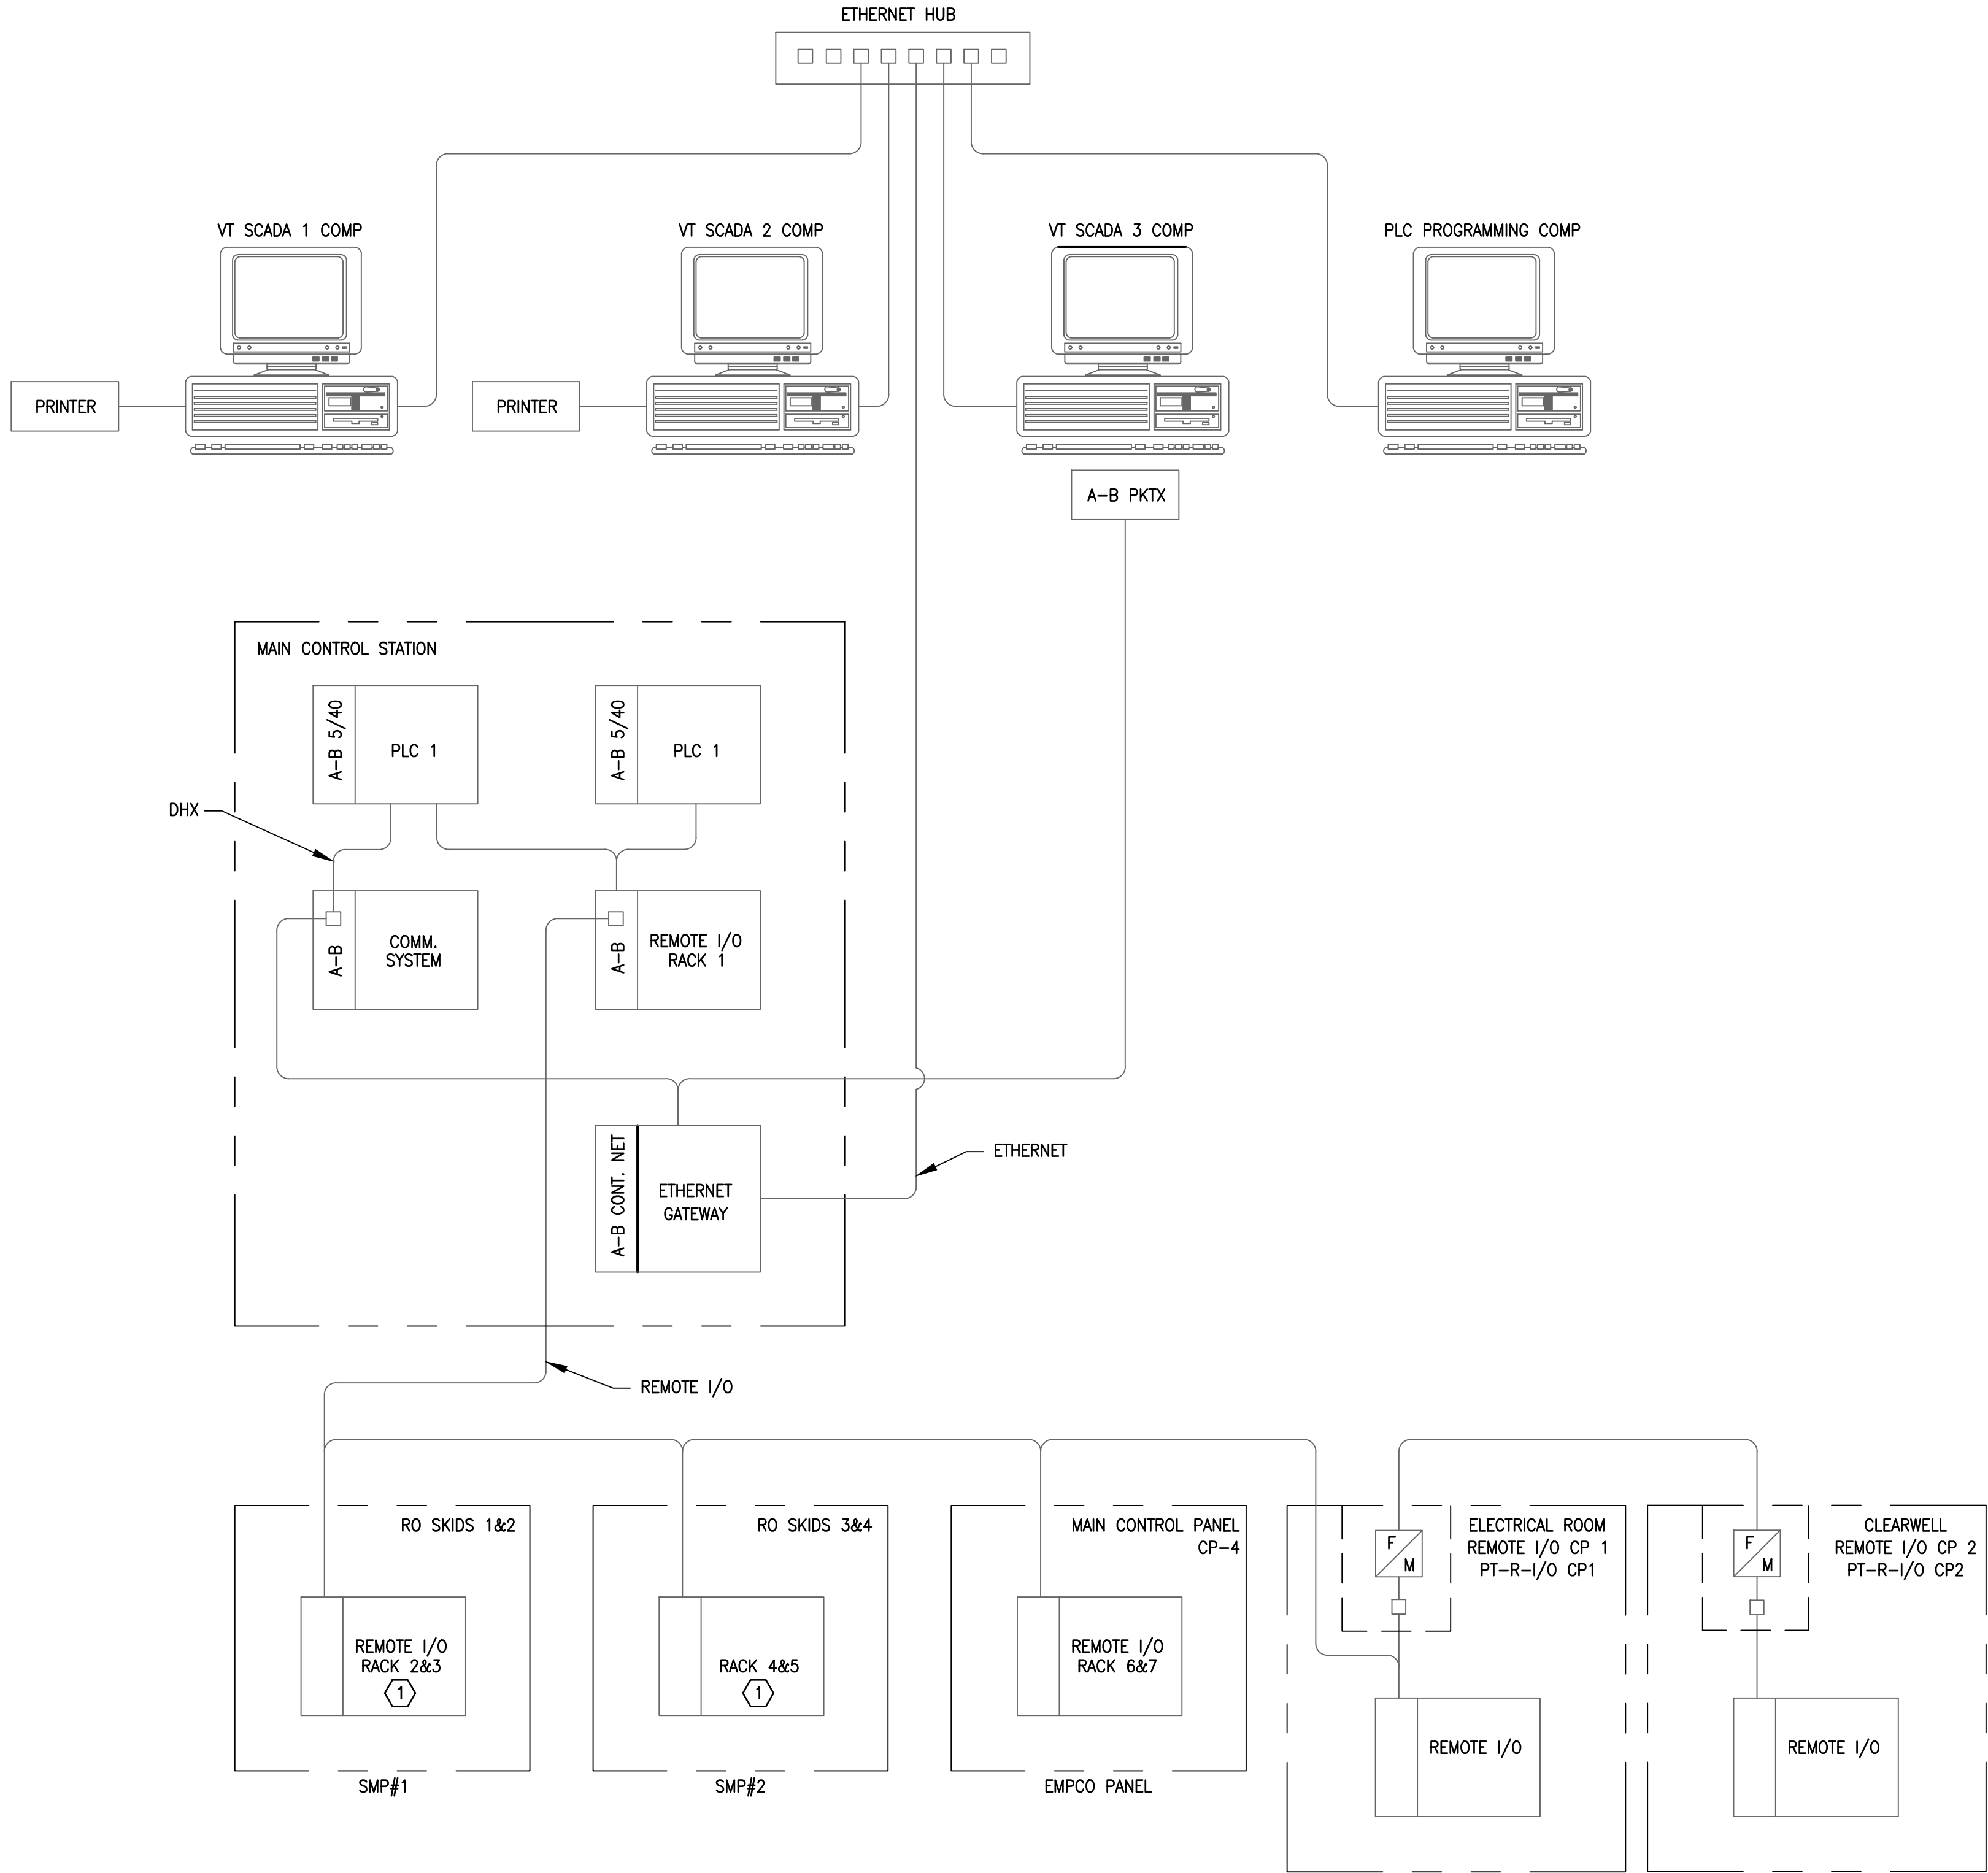 ETHERNET HUB
VT SCADA 1 COMP
VT SCADA 2 COMP
VT SCADA 3 COMP
PLC PROGRAMMING COMP
PRINTER
PRINTER
A-B PKTX
MAIN CONTROL STATION
A-B 5/40
PLC 1
A-B 5/40
PLC 1
DHX
A-B
COMM.
SYSTEM
A-B
REMOTE I/O
RACK 1
A-B CONT. NET
ETHERNET
GATEWAY
ETHERNET
REMOTE I/O
RO SKIDS 1&2
REMOTE I/O
RACK 2&3
1
SMP#1
RO SKIDS 3&4
RACK 4&5
1
SMP#2
MAIN CONTROL PANEL
CP-4
REMOTE I/O
RACK 6&7
EMPCO PANEL
F
M
ELECTRICAL ROOM
REMOTE I/O CP 1
PT-R-I/O CP1
REMOTE I/O
F
M
CLEARWELL
REMOTE I/O CP 2
PT-R-I/O CP2
REMOTE I/O